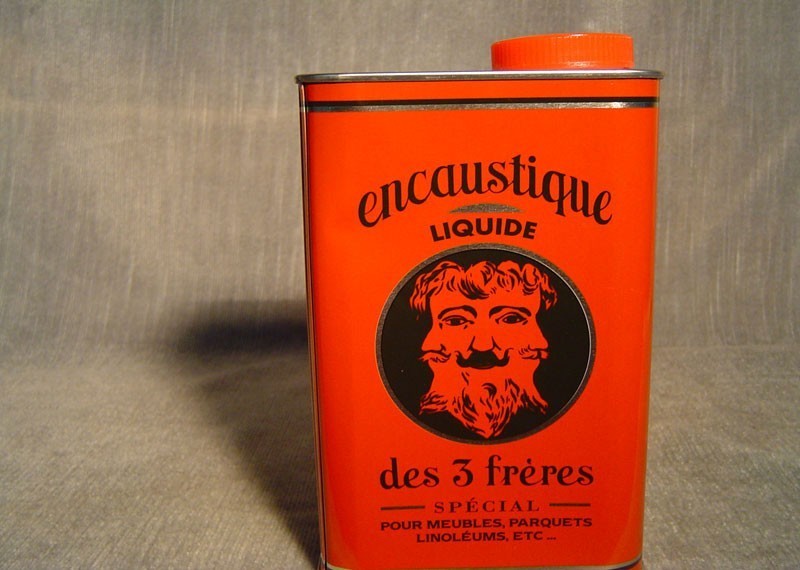 encaustique
LIQUIDE
des 3 frères
SPÉCIAL
POUR MEUBLES, PARQUETS
LINOLÉUMS, ETC ...